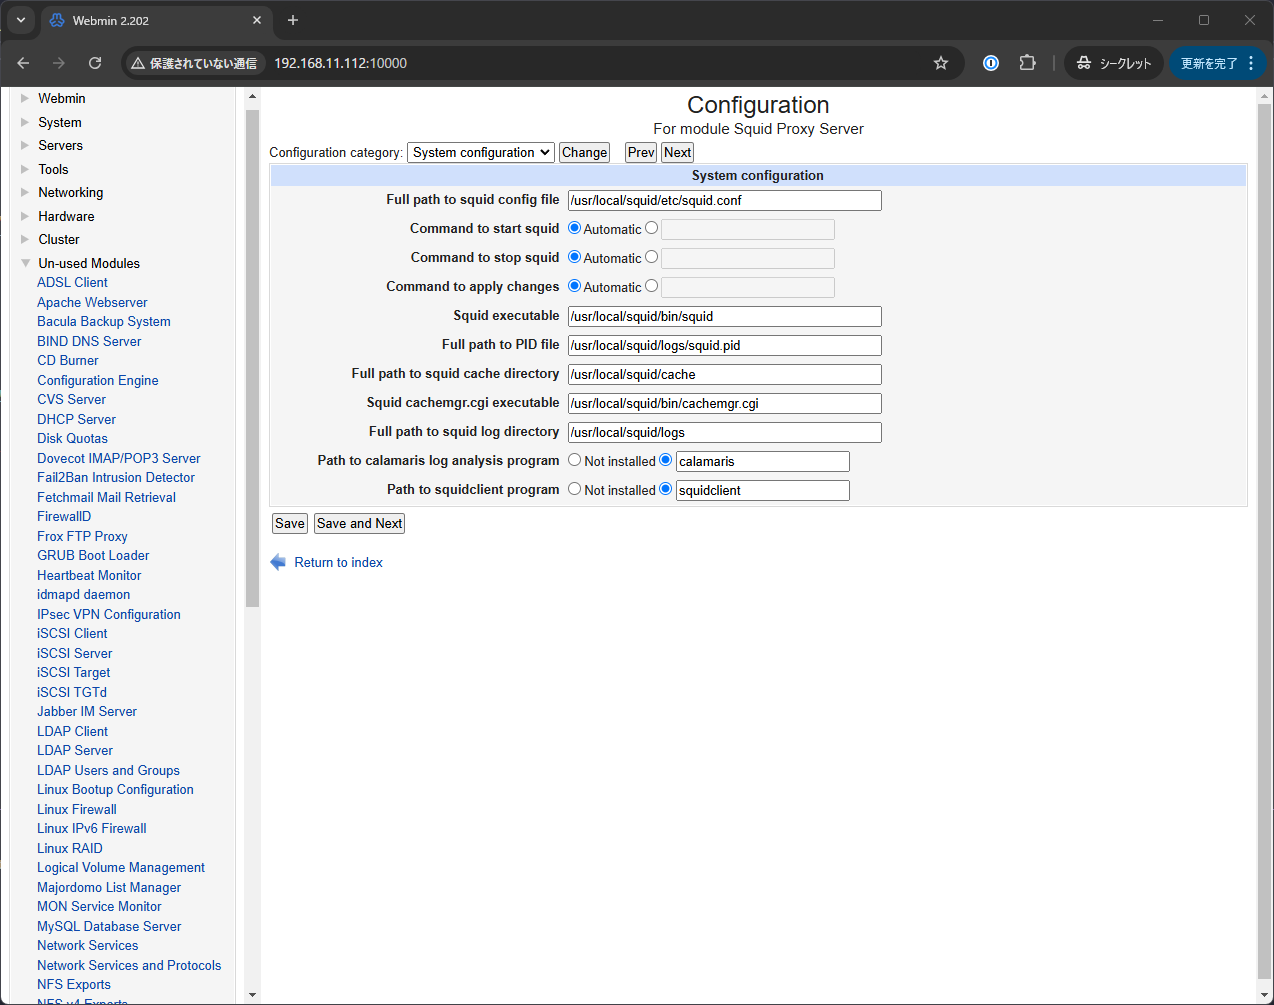 Webmin 2.202
保護されていない通信
192.168.11.112:10000
シークレット
更新を完了
Webmin
System
Servers
Tools
Networking
Hardware
Cluster
Un-used Modules
ADSL Client
Apache Webserver
Bacula Backup System
BIND DNS Server
CD Burner
Configuration Engine
CVS Server
DHCP Server
Disk Quotas
Dovecot IMAP/POP3 Server
Fail2Ban Intrusion Detector
Fetchmail Mail Retrieval
FirewallD
Frox FTP Proxy
GRUB Boot Loader
Heartbeat Monitor
idmapd daemon
IPsec VPN Configuration
iSCSI Client
iSCSI Server
iSCSI Target
iSCSI TGTd
Jabber IM Server
LDAP Client
LDAP Server
LDAP Users and Groups
Linux Bootup Configuration
Linux Firewall
Linux IPv6 Firewall
Linux RAID
Logical Volume Management
Majordomo List Manager
MON Service Monitor
MySQL Database Server
Network Services
Network Services and Protocols
NFS Exports
NFS v4 Exports
Configuration
For module Squid Proxy Server
Configuration category: System configuration Change Prev Next
System configuration
Full path to squid config file /usr/local/squid/etc/squid.conf
Command to start squid Automatic
Command to stop squid Automatic
Command to apply changes Automatic
Squid executable /usr/local/squid/bin/squid
Full path to PID file /usr/local/squid/logs/squid.pid
Full path to squid cache directory /usr/local/squid/cache
Squid cachemgr.cgi executable /usr/local/squid/bin/cachemgr.cgi
Full path to squid log directory /usr/local/squid/logs
Path to calamaris log analysis program Not installed calamaris
Path to squidclient program Not installed squidclient
Save Save and Next
Return to index